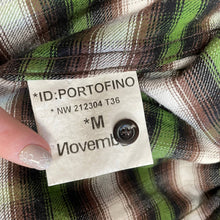 *ID:PORTOFINO
* NW 212304 T36
*M
Novemb